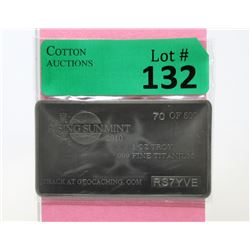 COTTON
AUCTIONS
Lot #
132
RISING SUN MINT
2010
70 OF 500
1 OZ TROY
.999 FINE TITANIUM
TRACK AT GEOCACHING.COM
RS7YVE